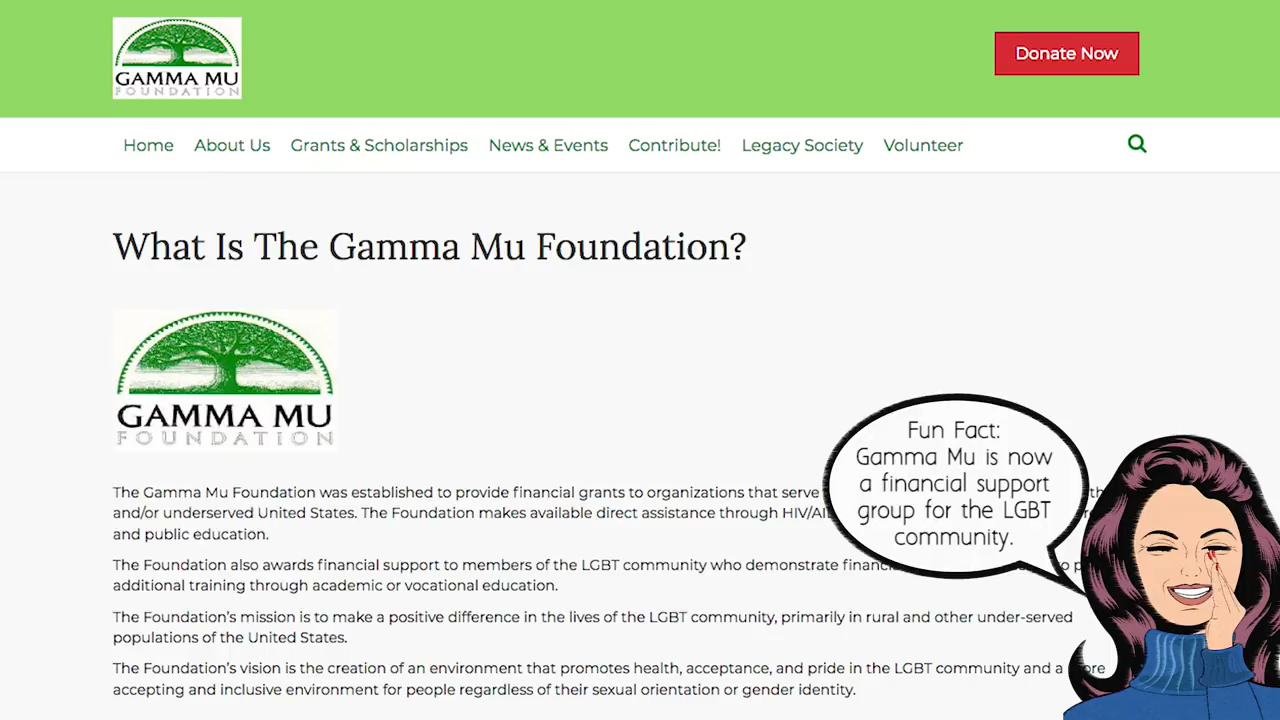 GAMMA MU
FOUNDATION
Donate Now
Home About Us Grants & Scholarships News & Events Contribute! Legacy Society Volunteer
What Is The Gamma Mu Foundation?
GAMMA MU
FOUNDATION
The Gamma Mu Foundation was established to provide financial grants to organizations that serve
and/or underserved United States. The Foundation makes available direct assistance through
and public education.
The Foundation also awards financial support to members of the LGBT community who demonstrate
additional training through academic or vocational education.
The Foundation's mission is to make a positive difference in the lives of the LGBT community, primarily in rural and other under-served
populations of the United States.
The Foundation's vision is the creation of an environment that promotes health, acceptance, and pride in the LGBT community and a
accepting and inclusive environment for people regardless of their sexual orientation or gender identity.
Fun Fact:
Gamma Mu is now
a financial support
group for the LGBT
community.